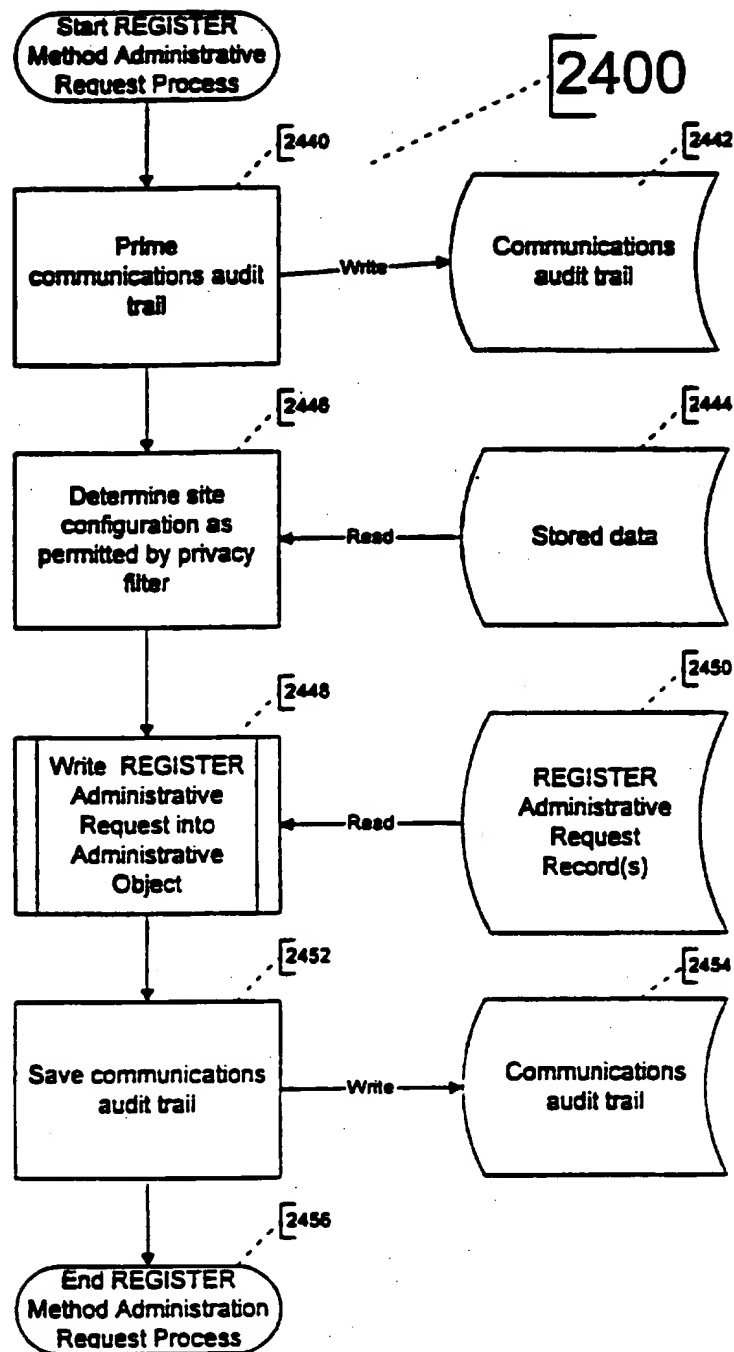 Start REGISTER
Method Administrative
Request Process
2400
2440
2442
Prime
communications audit
trail
Write
Communications
audit trail
2446
2444
Determine site
configuration as
permitted by privacy
filter
Read
Stored data
2448
2450
Write REGISTER
Administrative
Request into
Administrative
Object
Read
REGISTER
Administrative
Request
Record(s)
2452
2454
Save communications
audit trail
Write
Communications
audit trail
2456
End REGISTER
Method Administration
Request Process